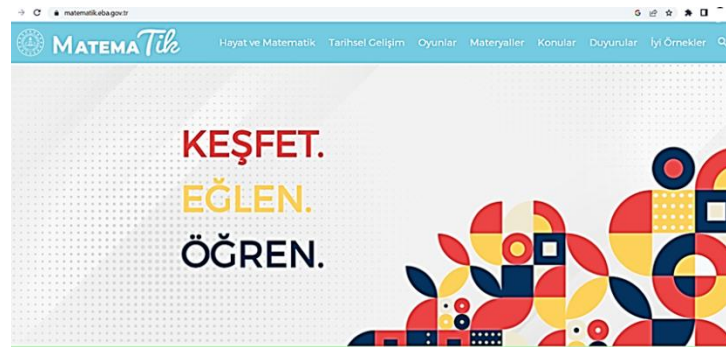 matematik.eba.gov.tr
MATEMATik
Hayat ve Matematik Tarihsel Gelişim Oyunlar Materyaller Konular Duyurular İyi Örnekler
KEŞFET.
EĞLEN.
ÖĞREN.